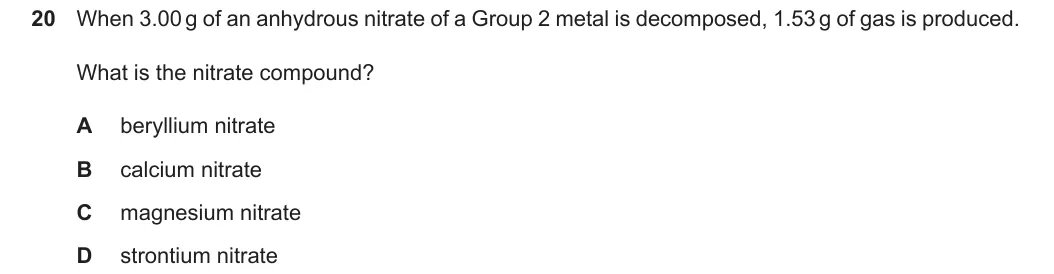 20 When 3.00 g of an anhydrous nitrate of a Group 2 metal is decomposed, 1.53 g of gas is produced.
What is the nitrate compound?
A beryllium nitrate
B calcium nitrate
C magnesium nitrate
D strontium nitrate